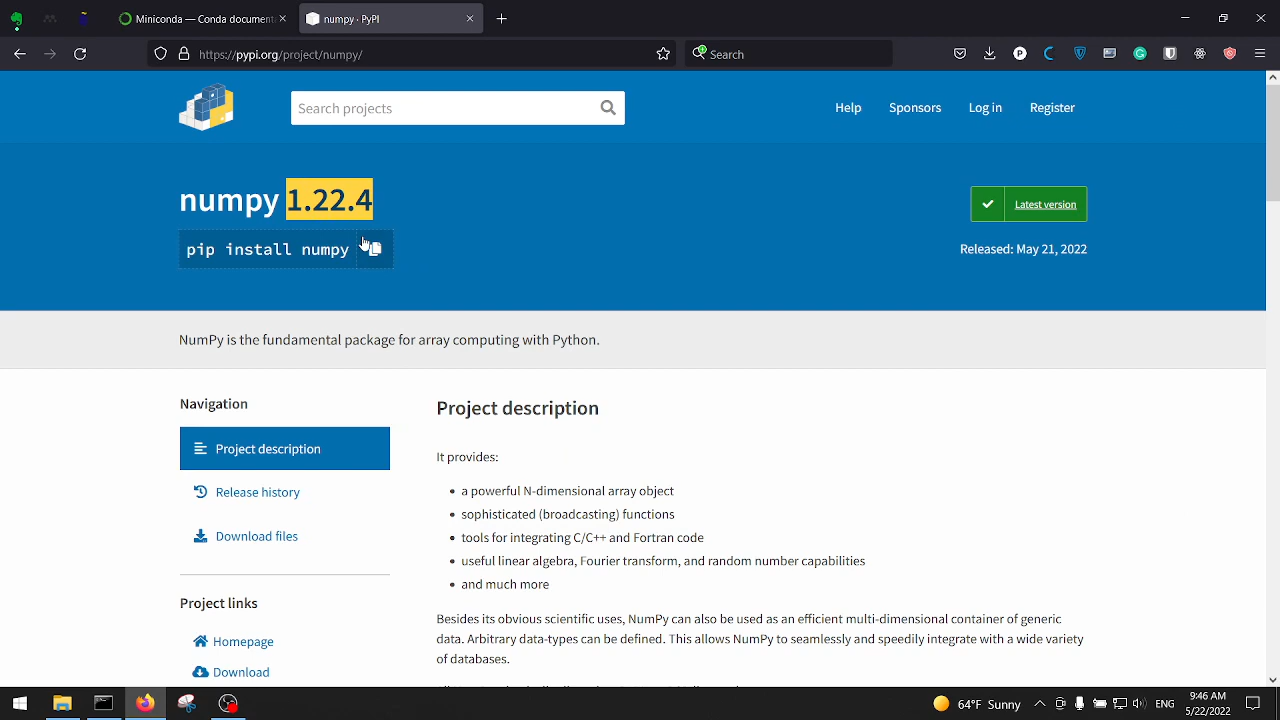 Miniconda — Conda documenta
numpy · PyPI
https://pypi.org/project/numpy/
Search
Search projects
Help
Sponsors
Log in
Register
numpy 1.22.4
pip install numpy
Latest version
Released: May 21, 2022
NumPy is the fundamental package for array computing with Python.
Navigation
Project description
Release history
Download files
Project links
Homepage
Download
Project description
It provides:
a powerful N-dimensional array object
sophisticated (broadcasting) functions
tools for integrating C/C++ and Fortran code
useful linear algebra, Fourier transform, and random number capabilities
and much more
Besides its obvious scientific uses, NumPy can also be used as an efficient multi-dimensional container of generic
data. Arbitrary data-types can be defined. This allows NumPy to seamlessly and speedily integrate with a wide variety
of databases.
64°F Sunny
ENG
9:46 AM
5/22/2022